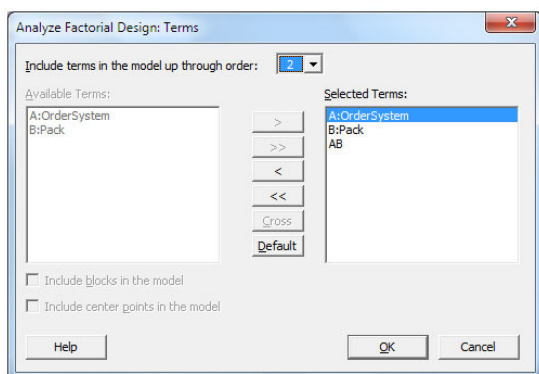 Analyze Factorial Design: Terms
Include terms in the model up through order: 2
Available Terms:
A:OrderSystem
B:Pack
>
>>
<
<<
Cross
Default
Selected Terms:
A:OrderSystem
B:Pack
AB
Include blocks in the model
Include center points in the model
Help
OK
Cancel